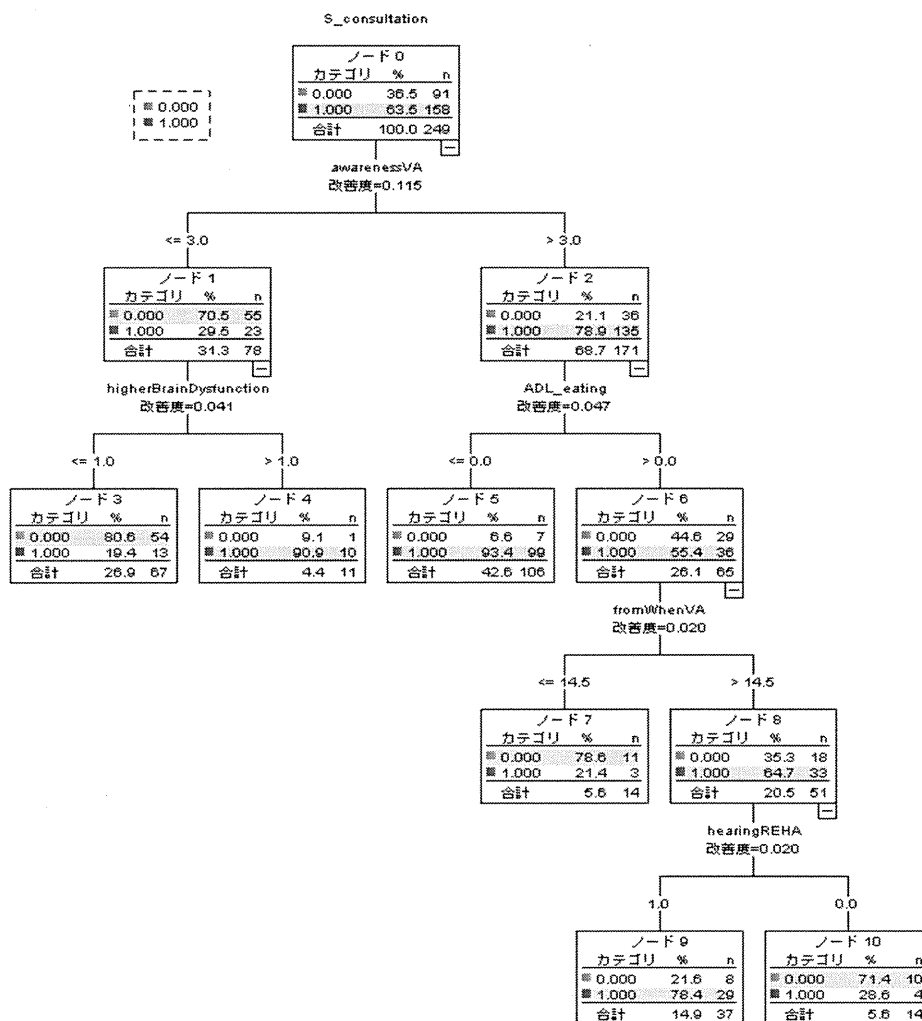 S_consultation
ノード 0
カテゴリ % n
0.000 36.5 91
1.000 63.5 158
合計 100.0 249
0.000
1.000
awarenessVA
改善度=0.115
<= 3.0
> 3.0
ノード 1
カテゴリ % n
0.000 70.5 55
1.000 29.5 23
合計 31.3 78
ノード 2
カテゴリ % n
0.000 21.1 36
1.000 78.9 135
合計 68.7 171
higherBrainDysfunction
改善度=0.041
ADL_eating
改善度=0.047
<= 1.0
> 1.0
<= 0.0
> 0.0
ノード 3
カテゴリ % n
0.000 80.6 54
1.000 19.4 13
合計 26.9 67
ノード 4
カテゴリ % n
0.000 9.1 1
1.000 90.9 10
合計 4.4 11
ノード 5
カテゴリ % n
0.000 6.6 7
1.000 93.4 99
合計 42.6 106
ノード 6
カテゴリ % n
0.000 44.6 29
1.000 55.4 36
合計 26.1 65
fromWhenVA
改善度=0.020
<= 14.5
> 14.5
ノード 7
カテゴリ % n
0.000 78.6 11
1.000 21.4 3
合計 5.6 14
ノード 8
カテゴリ % n
0.000 35.3 18
1.000 64.7 33
合計 20.5 51
hearingREHA
改善度=0.020
1.0
0.0
ノード 9
カテゴリ % n
0.000 21.6 8
1.000 78.4 29
合計 14.9 37
ノード 10
カテゴリ % n
0.000 71.4 10
1.000 28.6 4
合計 5.6 14